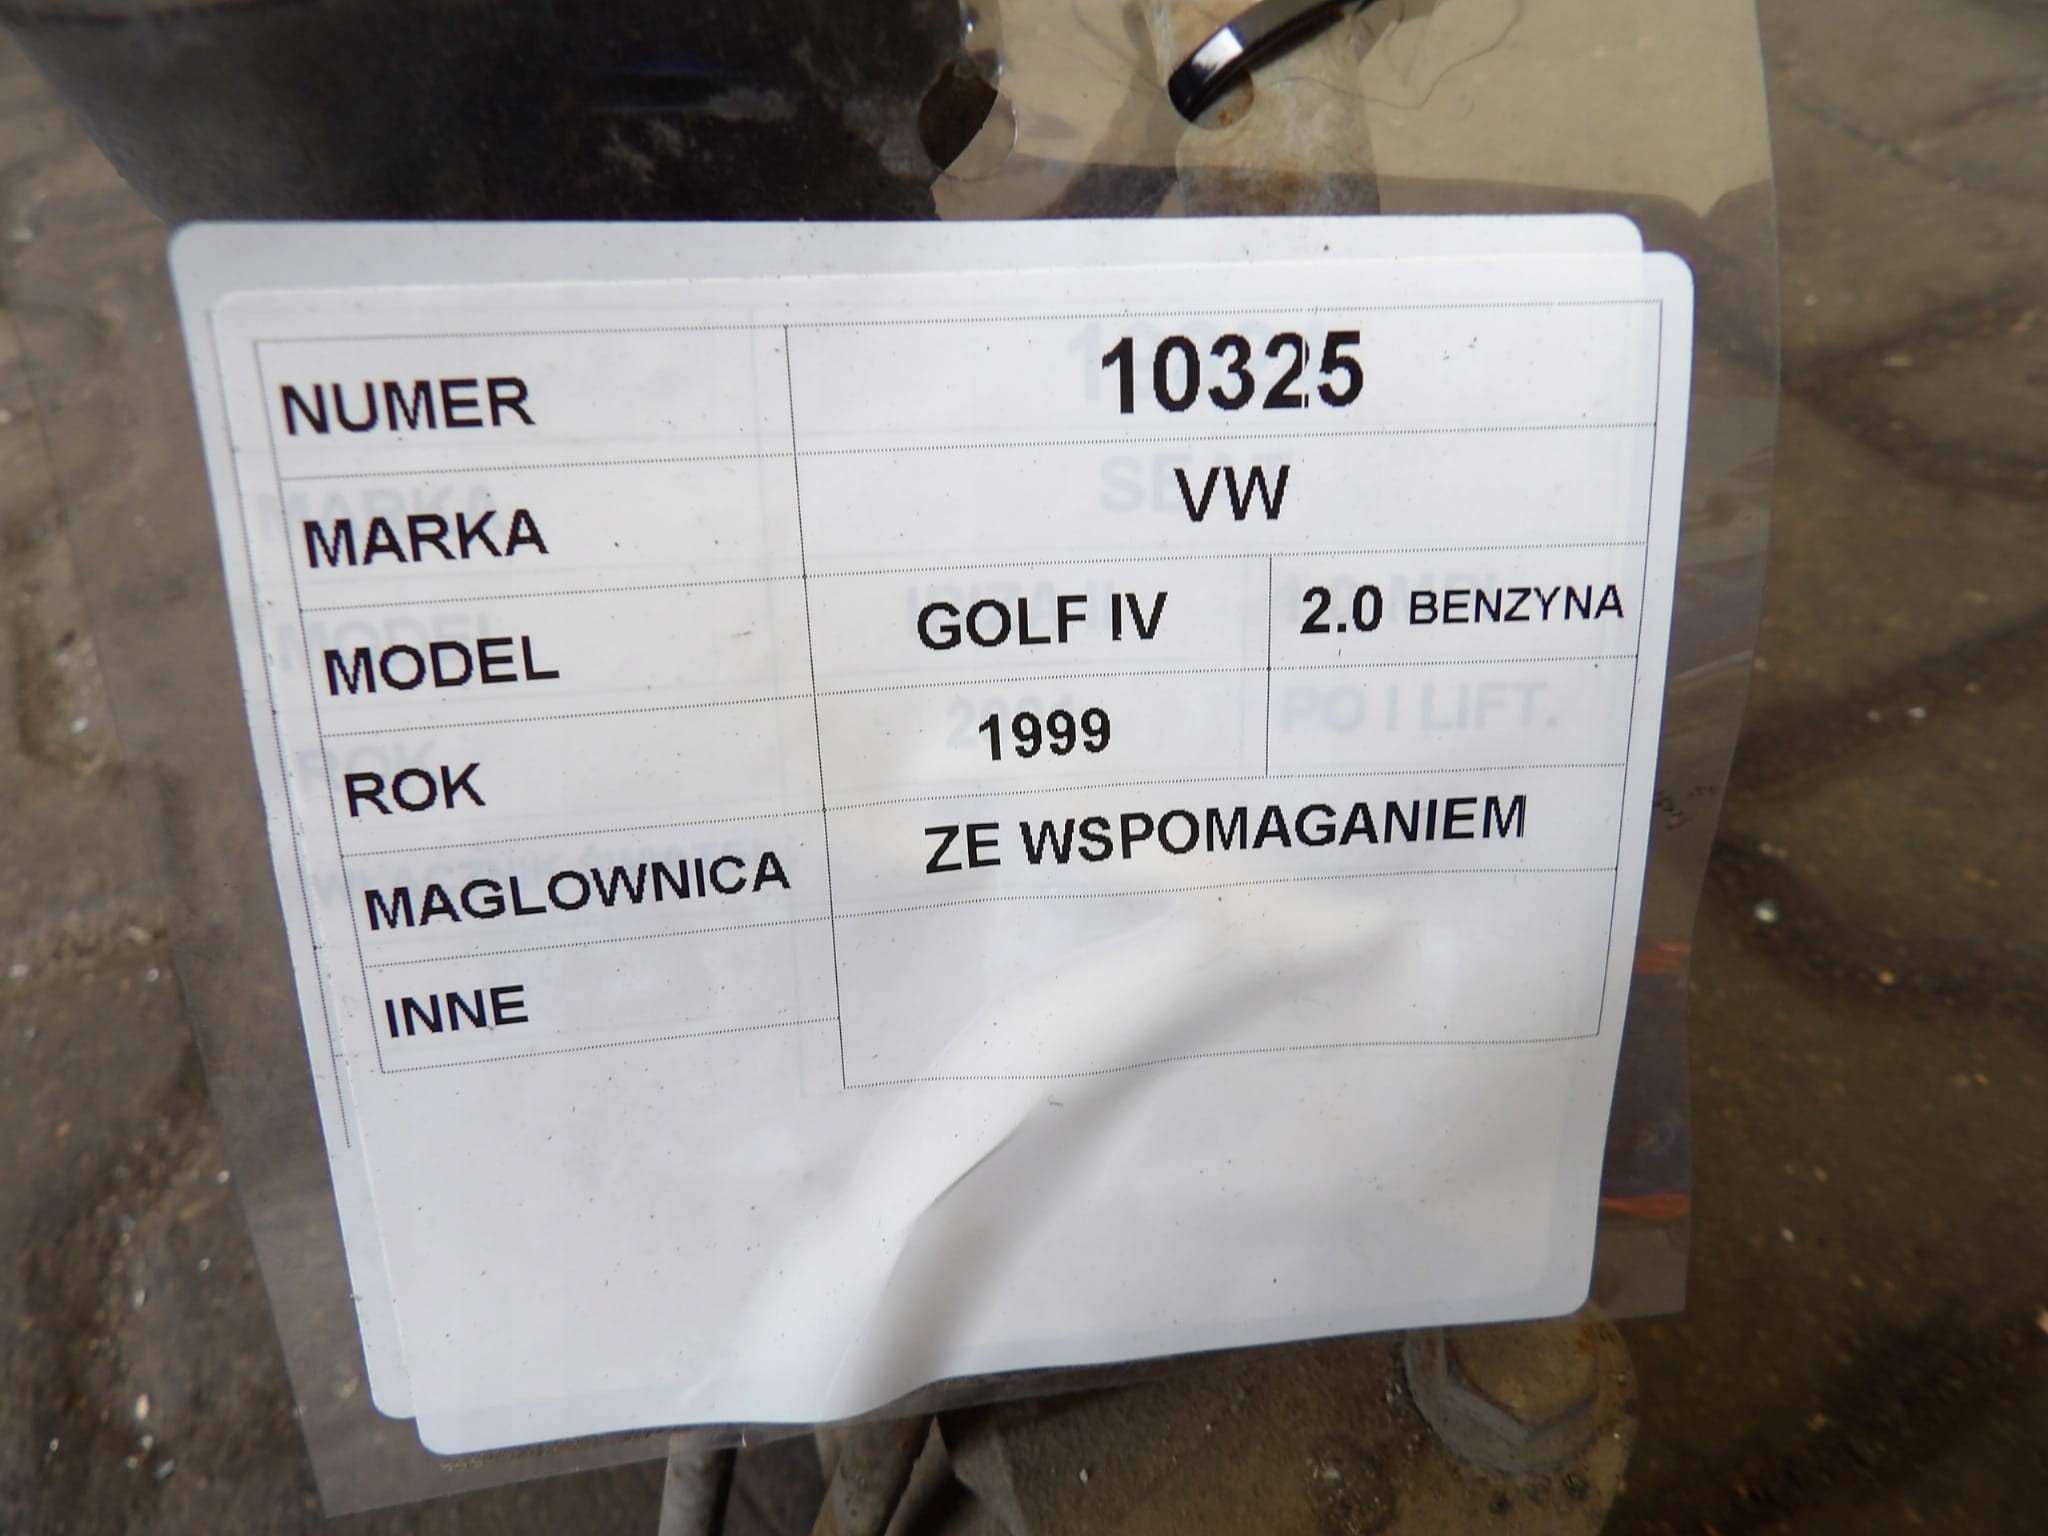 NUMER 10325
MARKA VW
MODEL GOLF IV 2.0 BENZYNA
ROK 1999
MAGLOWNICA ZE WSPOMAGANIEM
INNE